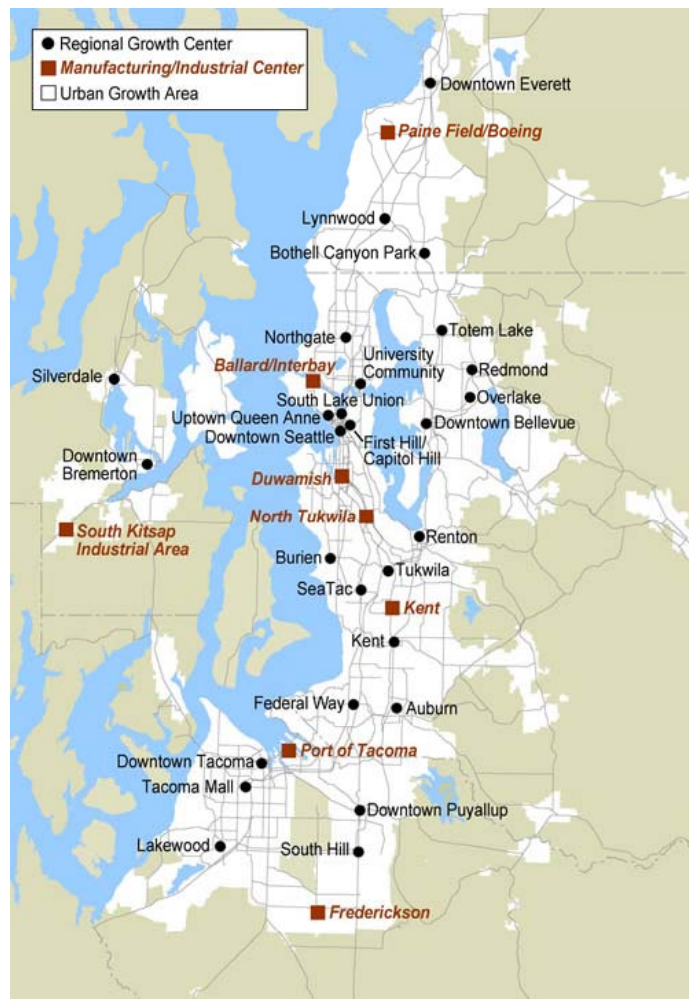 Regional Growth Center
Manufacturing/Industrial Center
Urban Growth Area
Downtown Everett
Paine Field/Boeing
Lynnwood
Bothell Canyon Park
Totem Lake
Northgate
University
Community
Ballard/Interbay
Redmond
Silverdale
South Lake Union
Overlake
Uptown Queen Anne
Downtown Bellevue
Downtown Seattle
First Hill/
Capitol Hill
Downtown
Bremerton
Duwamish
North Tukwila
South Kitsap
Industrial Area
Renton
Burien
Tukwila
SeaTac
Kent
Kent
Federal Way
Auburn
Port of Tacoma
Downtown Tacoma
Tacoma Mall
Downtown Puyallup
Lakewood
South Hill
Frederickson